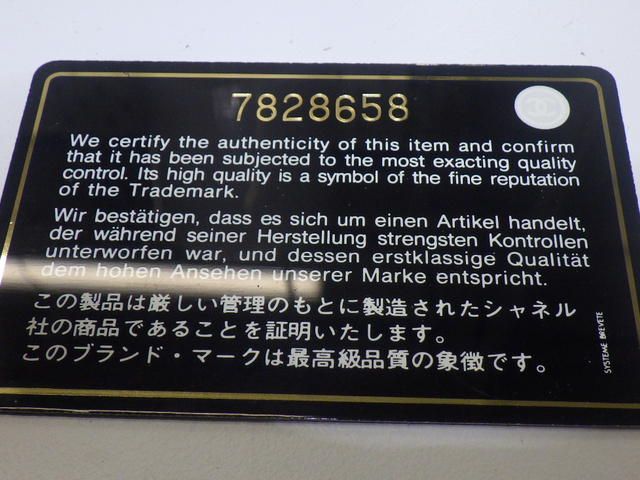 7828658
We certify the authenticity of this item and confirm
that it has been subjected to the most exacting quality
control. Its high quality is a symbol of the fine reputation
of the Trademark.
Wir bestätigen, dass es sich um einen Artikel handelt,
der während seiner Herstellung strengsten Kontrollen
unterworfen war, und dessen erstklassige Qualität
dem hohen Ansehen unserer Marke entspricht.
この製品は厳しい管理のもとに製造されたシャネル
社の商品であることを証明いたします。
このブランド・マークは最高級品質の象徴です。
SYSTEME BREVETE